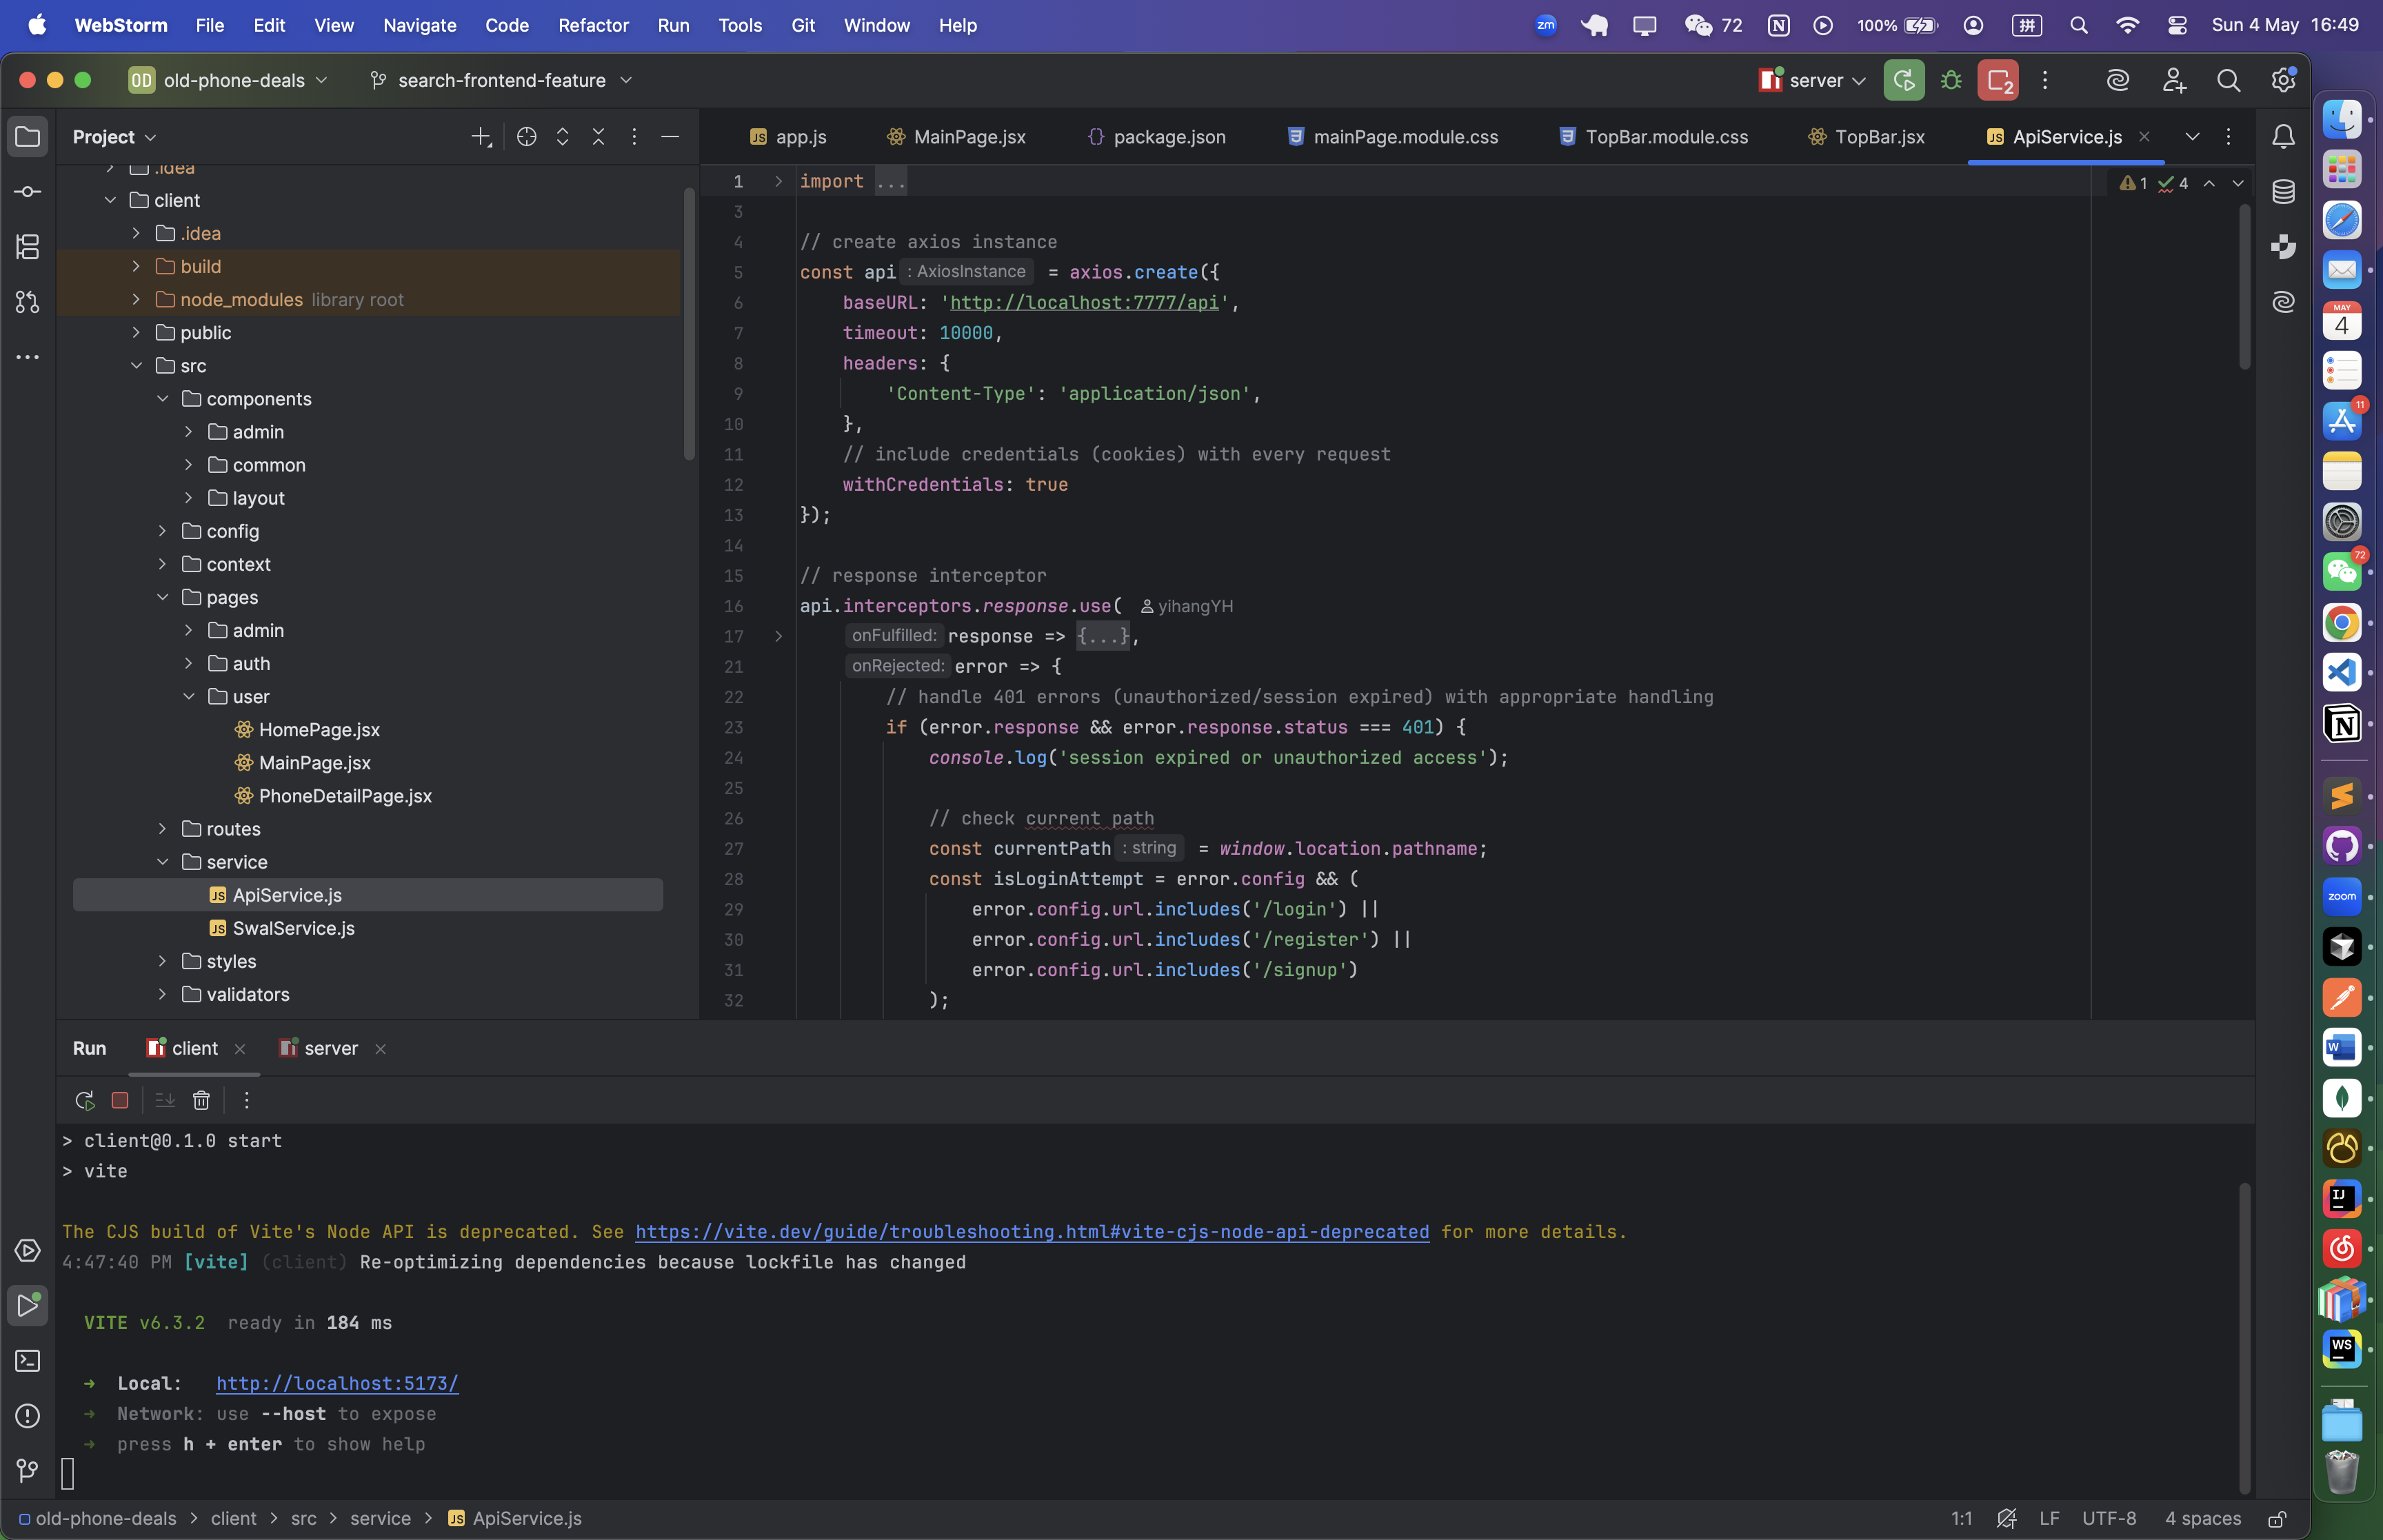 WebStorm File Edit View Navigate Code Refactor Run Tools Git Window Help zm 72 N 100% 拼 Sun 4 May 16:49
OD old-phone-deals search-frontend-feature server 2
Project
app.js MainPage.jsx package.json mainPage.module.css TopBar.module.css TopBar.jsx ApiService.js
.idea
client
.idea
build
node_modules library root
public
src
components
admin
common
layout
config
context
pages
admin
auth
user
HomePage.jsx
MainPage.jsx
PhoneDetailPage.jsx
routes
service
ApiService.js
SwalService.js
styles
validators
1 4
1 import ...
3
4 // create axios instance
5 const api : AxiosInstance = axios.create({
6 baseURL: 'http://localhost:7777/api',
7 timeout: 10000,
8 headers: {
9 'Content-Type': 'application/json',
10 },
11 // include credentials (cookies) with every request
12 withCredentials: true
13 });
14
15 // response interceptor
16 api.interceptors.response.use( yihangYH
17 onFulfilled: response => {...},
21 onRejected: error => {
22 // handle 401 errors (unauthorized/session expired) with appropriate handling
23 if (error.response && error.response.status === 401) {
24 console.log('session expired or unauthorized access');
25
26 // check current path
27 const currentPath : string = window.location.pathname;
28 const isLoginAttempt = error.config && (
29 error.config.url.includes('/login') ||
30 error.config.url.includes('/register') ||
31 error.config.url.includes('/signup')
32 );
Run client server
> client@0.1.0 start
> vite
The CJS build of Vite's Node API is deprecated. See https://vite.dev/guide/troubleshooting.html#vite-cjs-node-api-deprecated for more details.
4:47:40 PM [vite] (client) Re-optimizing dependencies because lockfile has changed
VITE v6.3.2 ready in 184 ms
➜ Local: http://localhost:5173/
➜ Network: use --host to expose
➜ press h + enter to show help
old-phone-deals > client > src > service > ApiService.js
1:1 LF UTF-8 4 spaces
MAY
4
11
72
N
zoom
W
IJ
WS